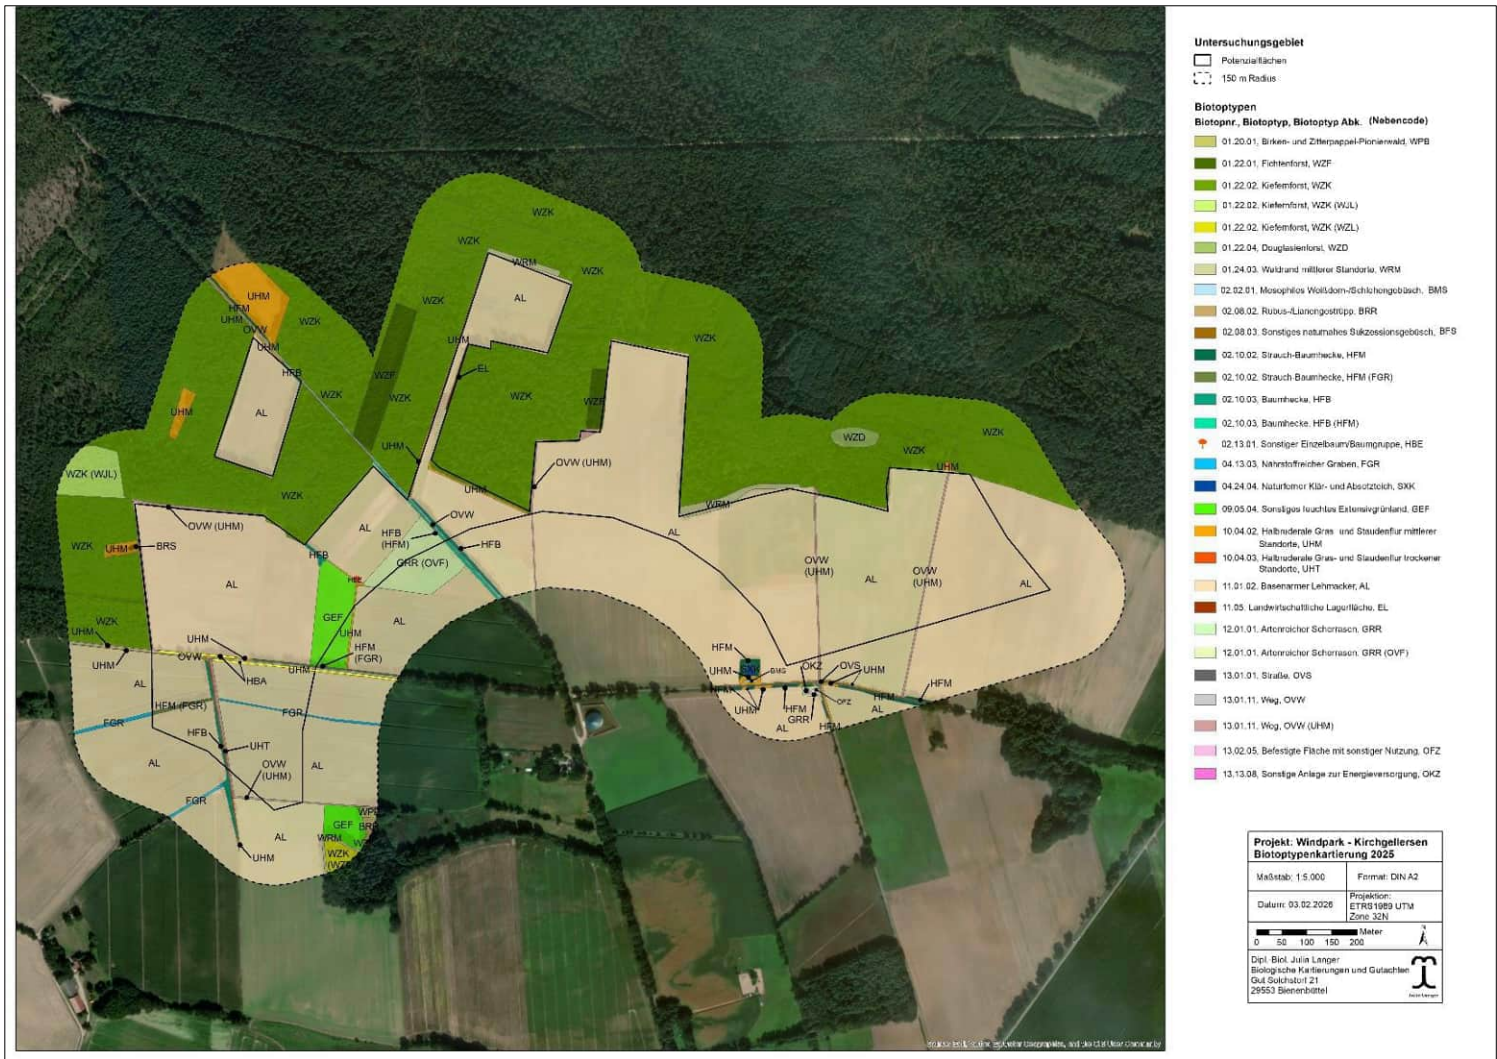 Untersuchungsgebiet
Potenzialflächen
150 m Radius
Biotoptypen
Biotopnr., Biotoptyp, Biotoptyp Abk. (Nebencode)
01.20.01, Birken- und Zitterpappel-Pionierwald, WPB
01.22.01, Fichtenforst, WZF
01.22.02, Kiefernforst, WZK
01.22.02, Kiefernforst, WZK (WJL)
01.22.02, Kiefernforst, WZK (WZL)
01.22.04, Douglasienforst, WZD
01.24.03, Waldrand mittlerer Standorte, WRM
02.02.01, Mesophiles Weißdorn-/Schlehengebüsch, BMS
02.08.02, Rubus-/Lianengestrüpp, BRR
02.08.03, Sonstiges naturnahes Sukzessionsgebüsch, BFS
02.10.02, Strauch-Baumhecke, HFM
02.10.02, Strauch-Baumhecke, HFM (FGR)
02.10.03, Baumhecke, HFB
02.10.03, Baumhecke, HFB (HFM)
02.13.01, Sonstiger Einzelbaum/Baumgruppe, HBE
04.13.03, Nährstoffreicher Graben, FGR
04.24.04, Naturferner Klär- und Absetzteich, SXK
09.05.04, Sonstiges feuchtes Extensivgrünland, GEF
10.04.02, Halbruderale Gras- und Staudenflur mittlerer
Standorte, UHM
10.04.03, Halbruderale Gras- und Staudenflur trockener
Standorte, UHT
11.01.02, Basenarmer Lehmacker, AL
11.05, Landwirtschaftliche Lagerfläche, EL
12.01.01, Artenreicher Scherrasen, GRR
12.01.01, Artenreicher Scherrasen, GRR (OVF)
13.01.01, Straße, OVS
13.01.11, Weg, OVW
13.01.11, Weg, OVW (UHM)
13.02.05, Befestigte Fläche mit sonstiger Nutzung, OFZ
13.13.08, Sonstige Anlage zur Energieversorgung, OKZ
Projekt: Windpark - Kirchgellersen
Biotoptypenkartierung 2025
Maßstab: 1:5.000
Format: DIN A2
Datum: 03.02.2026
Projektion:
ETRS1989 UTM
Zone 32N
Meter
0 50 100 150 200
N
Dipl.-Biol. Julia Langer
Biologische Kartierungen und Gutachten
Gut Solchstorf 21
29553 Bienenbüttel
WZK
WZK
WRM
WZK
AL
UHM
HFM
UHM
OVW
UHM
WZK
WZK
WZK
UHM
EL
HFB
WZF
WZK
WZK
WZK
UHM
AL
WZD
WZK
WZK
UHM
UHM
WZK (WJL)
WZK
OVW (UHM)
UHM
WRM
OVW (UHM)
AL
OVW
HFB
(HFM)
HFB
GRR (OVF)
AL
WZK
UHM
BRS
HFB
AL
OVW
(UHM)
AL
OVW
(UHM)
AL
GEF
UHM
AL
HFM
(FGR)
WZK
UHM
UHM
UHM
OVW
UHM
HBA
AL
HFM (FGR)
FGR
FGR
HFB
UHT
OVW
(UHM)
AL
AL
FGR
AL
UHM
GEF
WRM
WZK
HFM
UHM
SXK
OKZ
OVS
UHM
HFM
UHM
HFM
GRR
OFZ
HFM
HFM
AL
HFM
AL